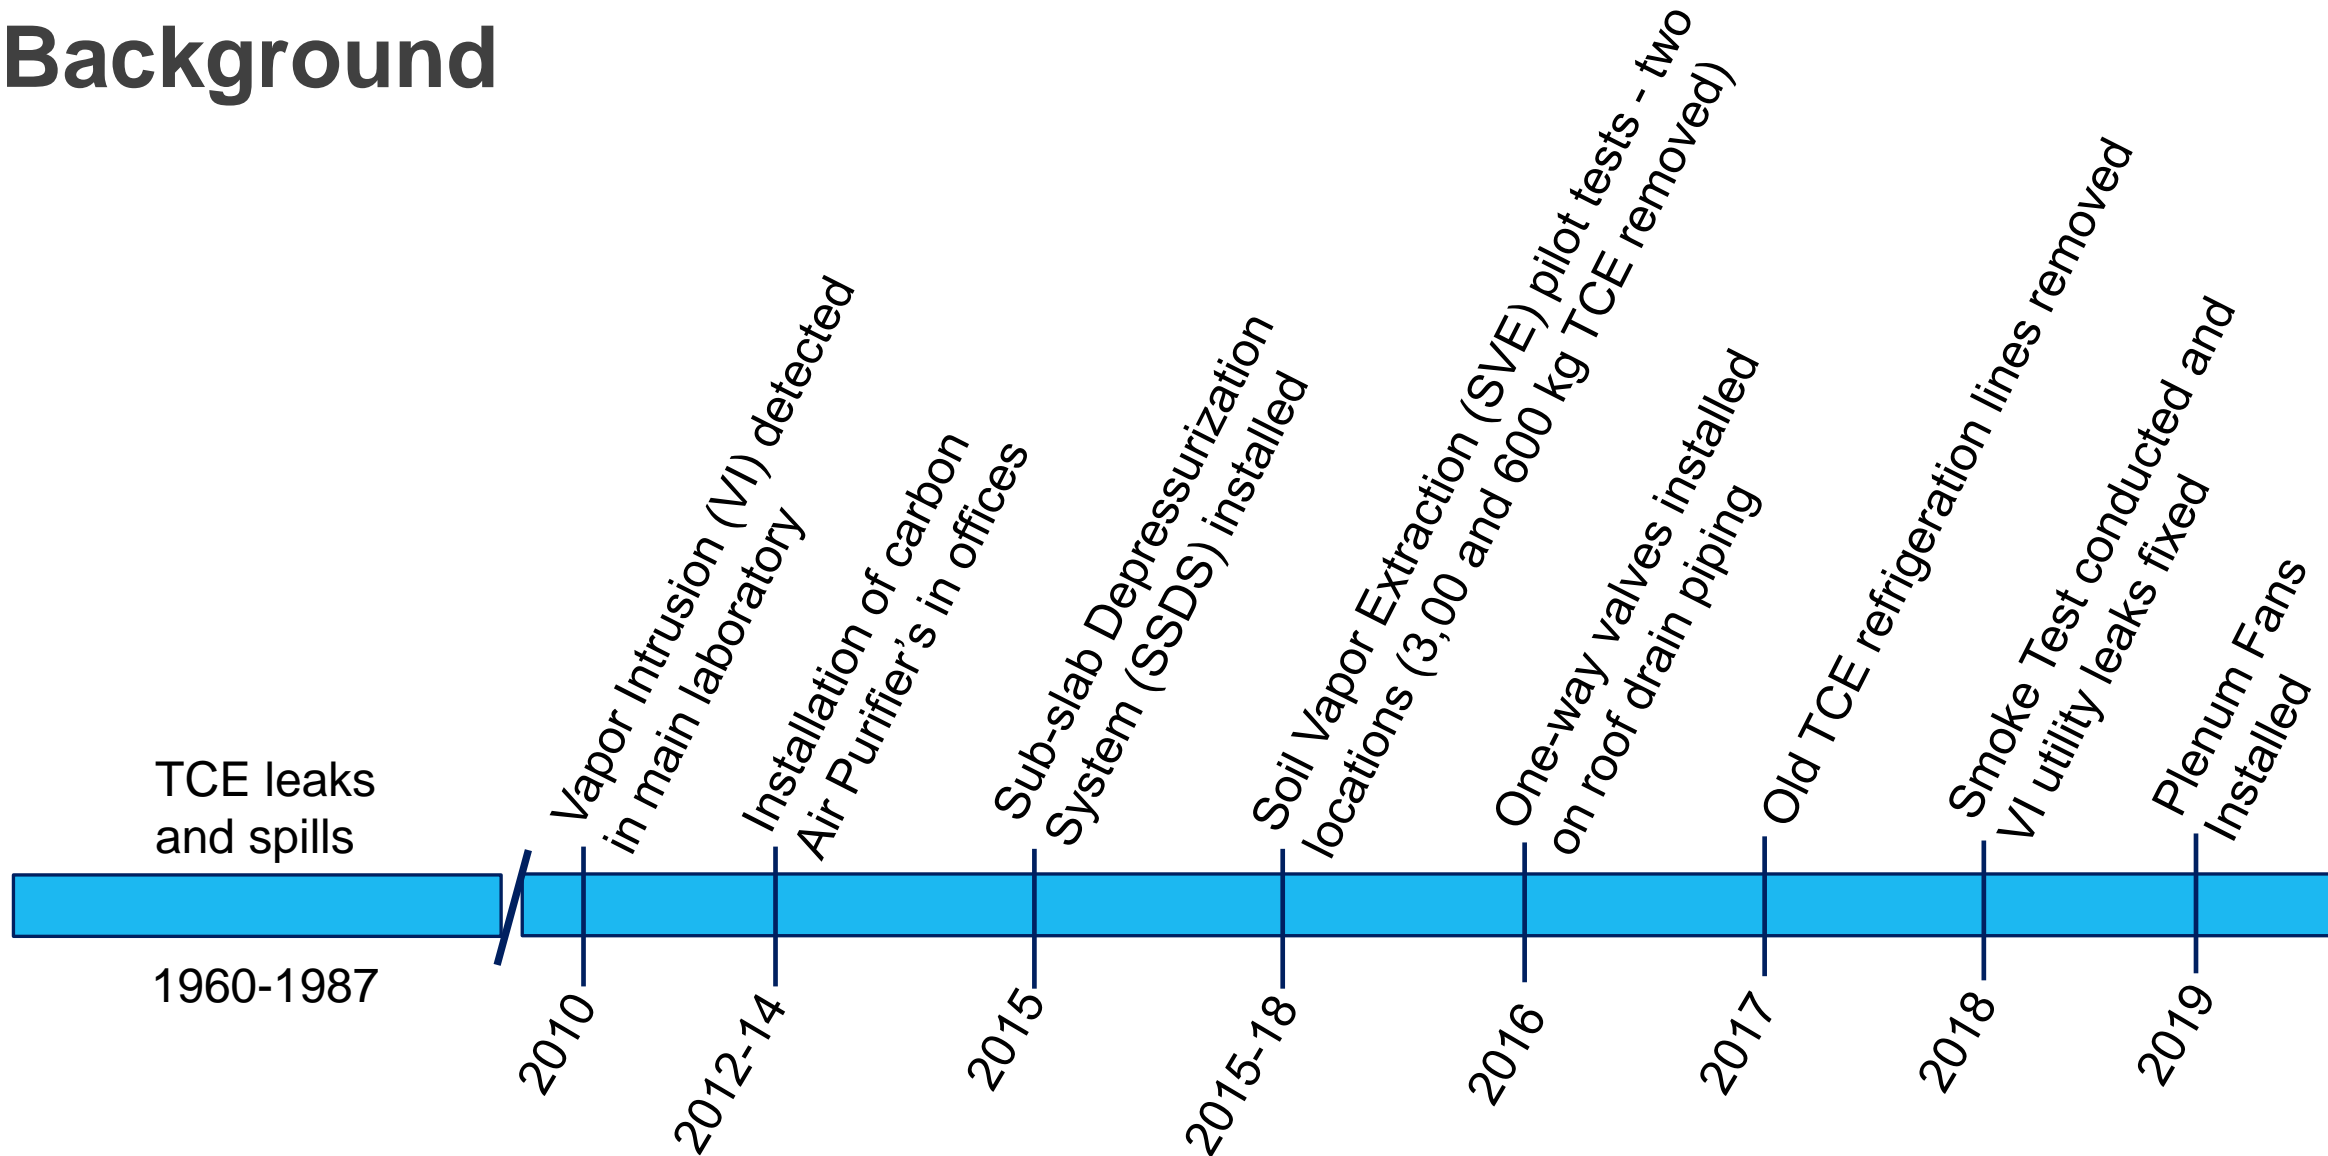 Background
TCE leaks
and spills
1960-1987
Vapor Intrusion (VI) detected
in main laboratory
2010
Installation of carbon
Air Purifier’s in offices
2012-14
Sub-slab Depressurization
System (SSDS) installed
2015
Soil Vapor Extraction (SVE) pilot tests - two
locations (3,00 and 600 kg TCE removed)
2015-18
One-way valves installed
on roof drain piping
2016
Old TCE refrigeration lines removed
2017
Smoke Test conducted and
VI utility leaks fixed
2018
Plenum Fans
Installed
2019